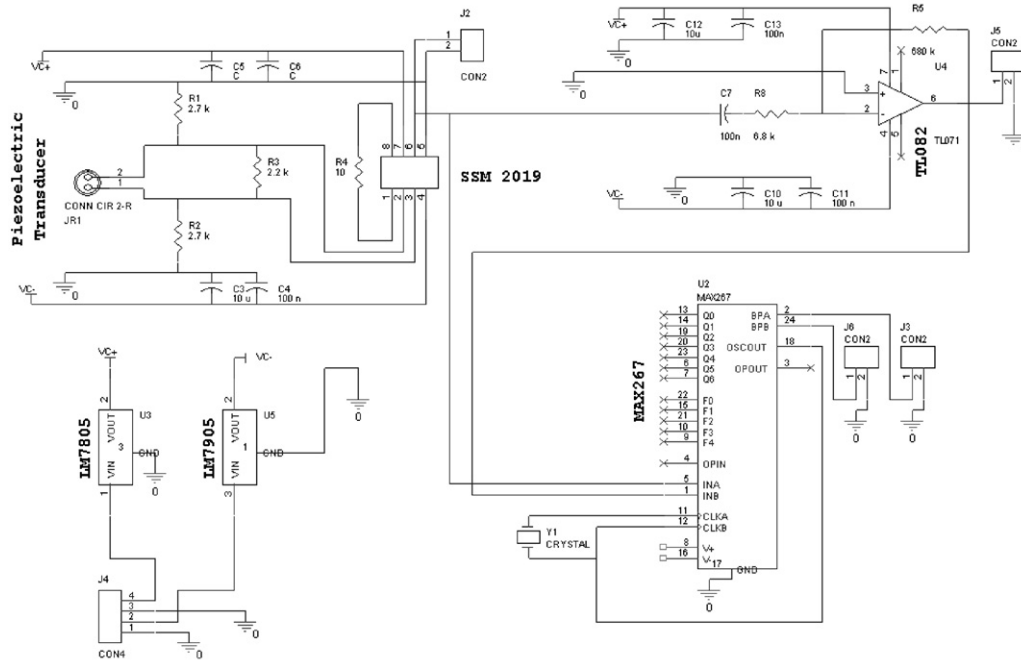 J2
1
2
CON2
VC+
C5
C
C6
C
0
R1
2.7 k
Piezoelectric
Transducer
2
1
CONN CIR 2-R
JR1
R3
2.2 k
R4
10
8
7
6
5
1
2
3
4
SSM 2019
R2
2.7 k
0
VC-
C3
10 u
C4
100 n
VC+
C12
10u
C13
100n
0
R5
680 k
J5
CON2
1
2
0
0
C7
100n
R8
6.8 k
7
1
U4
3
+
2
-
6
4
5
TL082
TL071
VC-
0
C10
10 u
C11
100 n
VC+
2
U3
LM7805
VOUT
VIN
3
GND
1
0
VC-
2
U5
LM7905
VOUT
VIN
1
GND
3
0
J4
4
3
2
1
CON4
0
0
U2
MAX267
MAX267
13 Q0
14 Q1
19 Q2
20 Q3
23 Q4
6 Q5
7 Q6
22 F0
15 F1
21 F2
10 F3
9 F4
4 OPIN
5 INA
1 INB
11 CLKA
12 CLKB
8 V+
16 V-
17 GND
0
BPA 2
BPB 24
OSCOUT 18
OPOUT 3
Y1
CRYSTAL
J6
CON2
1
2
0
J3
CON2
1
2
0